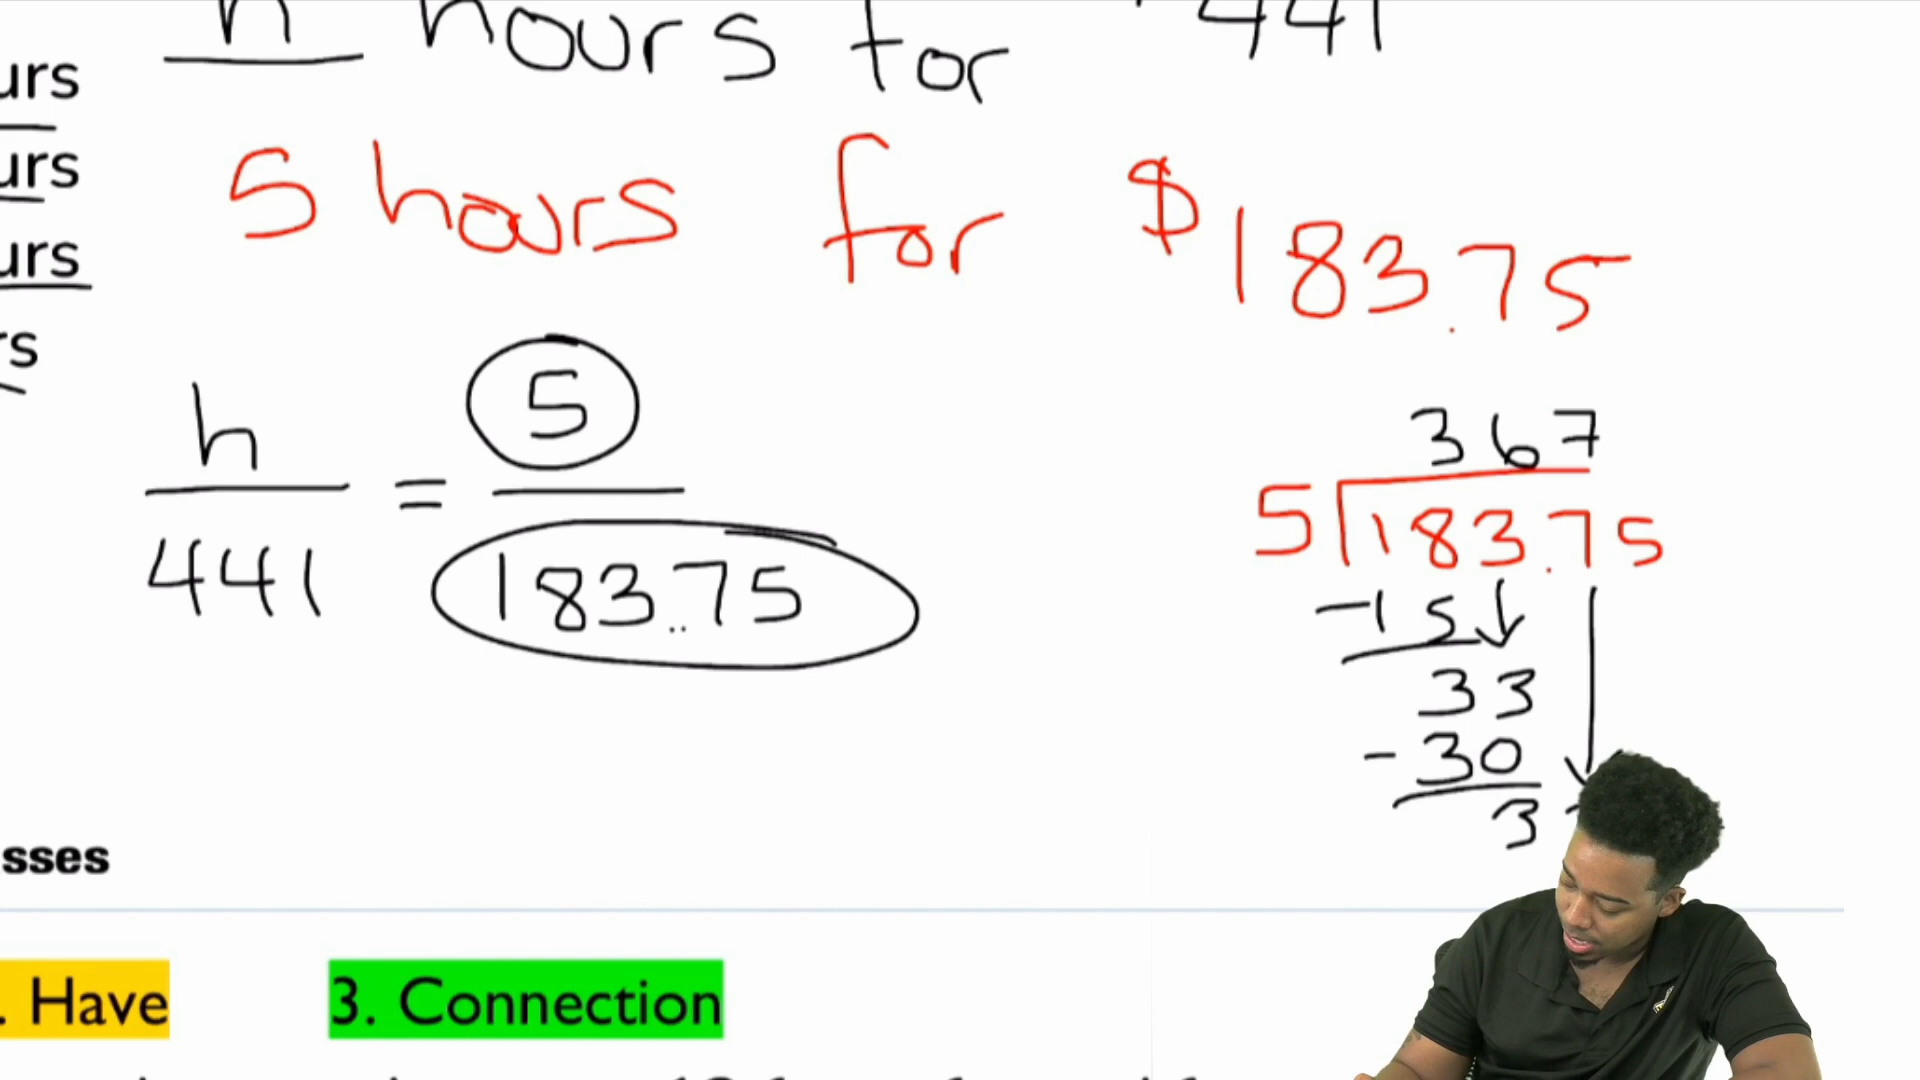 h hours for 441
urs
5 hours for $183.75
urs
urs
rs
h/441 = 5/183.75
367
5 183.75
-15
33
-30
3
sses
. Have
3. Connection